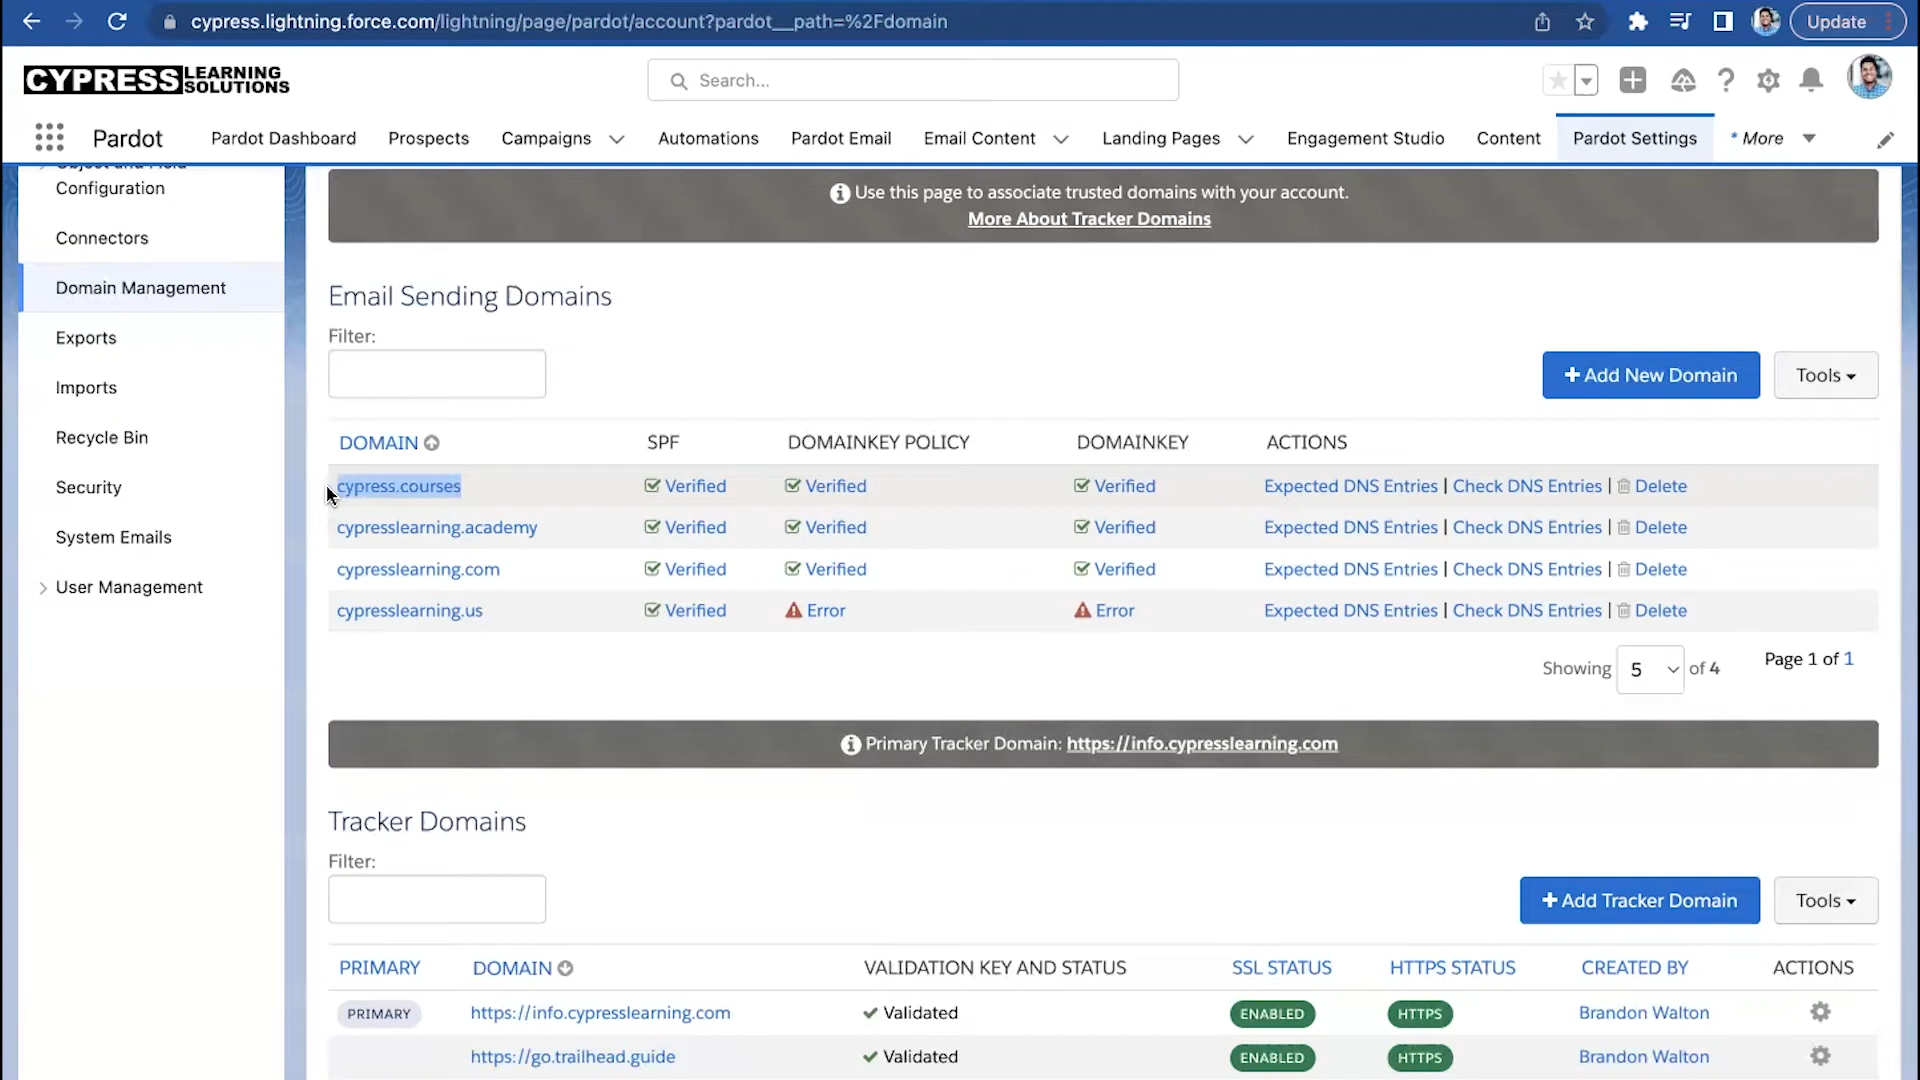 cypress.lightning.force.com/lightning/page/pardot/account?pardot__path=%2Fdomain
Update
CYPRESS LEARNING SOLUTIONS
Search...
Pardot
Pardot Dashboard
Prospects
Campaigns
Automations
Pardot Email
Email Content
Landing Pages
Engagement Studio
Content
Pardot Settings
* More
Configuration
Connectors
Domain Management
Exports
Imports
Recycle Bin
Security
System Emails
User Management
Use this page to associate trusted domains with your account.
More About Tracker Domains
Email Sending Domains
Filter:
+ Add New Domain
Tools
DOMAIN SPF DOMAINKEY POLICY DOMAINKEY ACTIONS
cypress.courses Verified Verified Verified Expected DNS Entries | Check DNS Entries | Delete
cypresslearning.academy Verified Verified Verified Expected DNS Entries | Check DNS Entries | Delete
cypresslearning.com Verified Verified Verified Expected DNS Entries | Check DNS Entries | Delete
cypresslearning.us Verified Error Error Expected DNS Entries | Check DNS Entries | Delete
Showing 5 of 4 Page 1 of 1
Primary Tracker Domain: https://info.cypresslearning.com
Tracker Domains
Filter:
+ Add Tracker Domain
Tools
PRIMARY DOMAIN VALIDATION KEY AND STATUS SSL STATUS HTTPS STATUS CREATED BY ACTIONS
PRIMARY https://info.cypresslearning.com Validated ENABLED HTTPS Brandon Walton
https://go.trailhead.guide Validated ENABLED HTTPS Brandon Walton